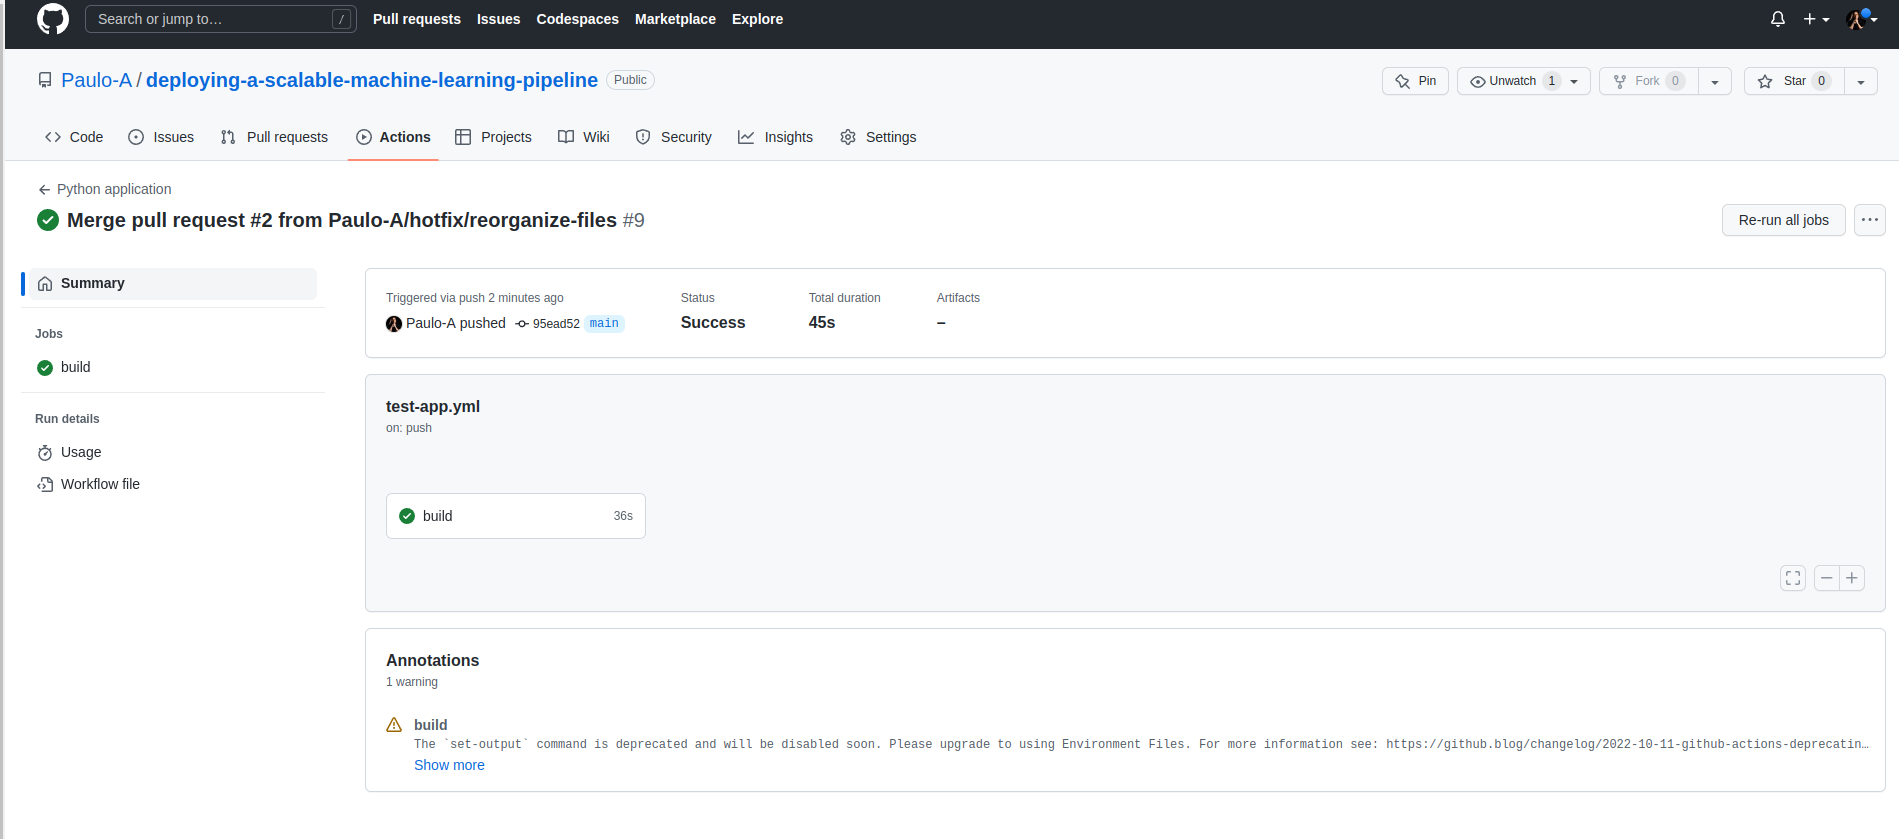 Search or jump to… /
Pull requests Issues Codespaces Marketplace Explore
Paulo-A / deploying-a-scalable-machine-learning-pipeline Public
Pin Unwatch 1 Fork 0 Star 0
Code Issues Pull requests Actions Projects Wiki Security Insights Settings
Python application
Merge pull request #2 from Paulo-A/hotfix/reorganize-files #9
Re-run all jobs
Summary
Jobs
build
Run details
Usage
Workflow file
Triggered via push 2 minutes ago
Paulo-A pushed 95ead52 main
Status
Success
Total duration
45s
Artifacts
–
test-app.yml
on: push
build 36s
Annotations
1 warning
build
The `set-output` command is deprecated and will be disabled soon. Please upgrade to using Environment Files. For more information see: https://github.blog/changelog/2022-10-11-github-actions-deprecatin…
Show more